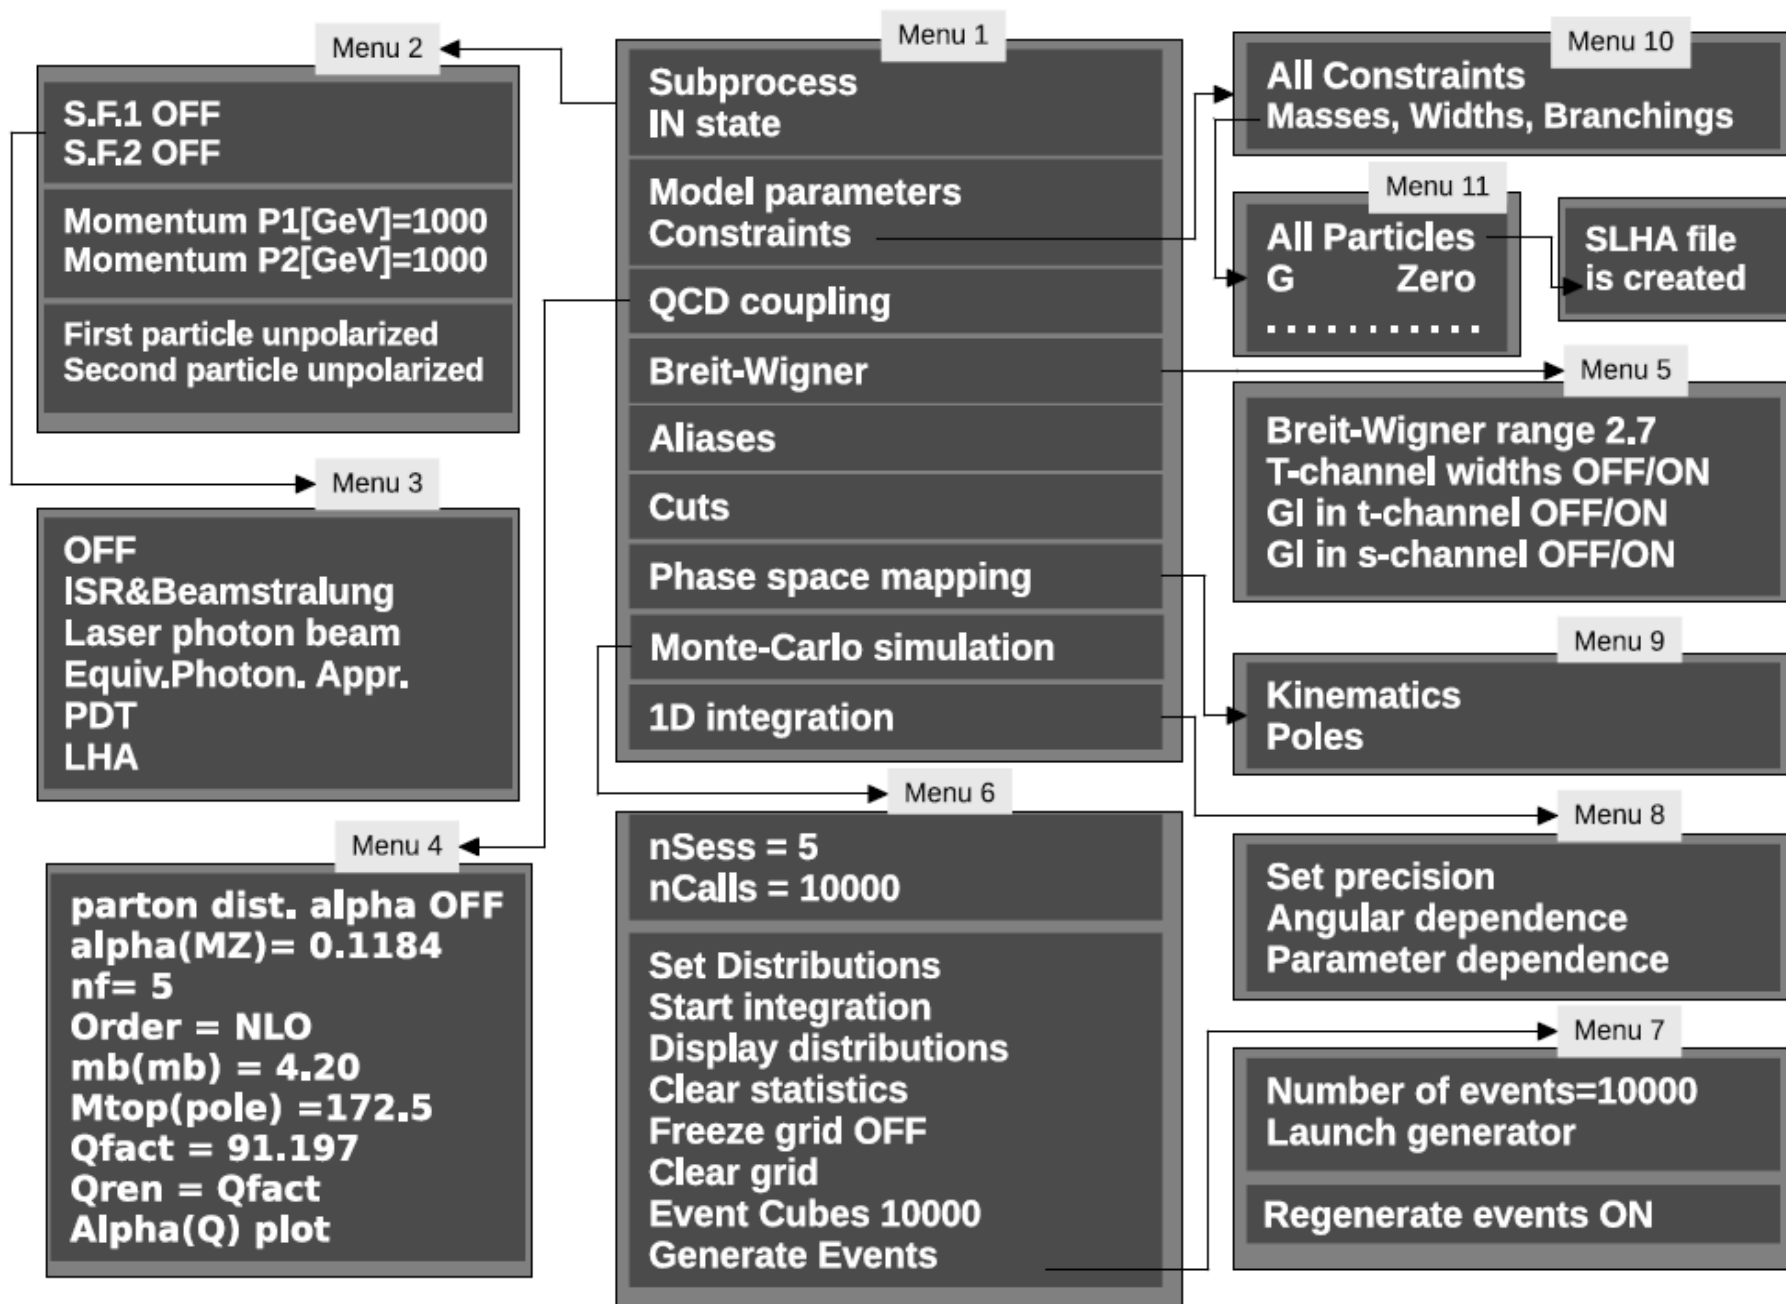 Menu 2
S.F.1 OFF
S.F.2 OFF
Momentum P1[GeV]=1000
Momentum P2[GeV]=1000
First particle unpolarized
Second particle unpolarized
Menu 3
OFF
ISR&Beamstralung
Laser photon beam
Equiv.Photon. Appr.
PDT
LHA
Menu 4
parton dist. alpha OFF
alpha(MZ)= 0.1184
nf= 5
Order = NLO
mb(mb) = 4.20
Mtop(pole) =172.5
Qfact = 91.197
Qren = Qfact
Alpha(Q) plot
Menu 1
Subprocess
IN state
Model parameters
Constraints
QCD coupling
Breit-Wigner
Aliases
Cuts
Phase space mapping
Monte-Carlo simulation
1D integration
Menu 6
nSess = 5
nCalls = 10000
Set Distributions
Start integration
Display distributions
Clear statistics
Freeze grid OFF
Clear grid
Event Cubes 10000
Generate Events
Menu 10
All Constraints
Masses, Widths, Branchings
Menu 11
All Particles
G Zero
...........
SLHA file
is created
Menu 5
Breit-Wigner range 2.7
T-channel widths OFF/ON
GI in t-channel OFF/ON
GI in s-channel OFF/ON
Menu 9
Kinematics
Poles
Menu 8
Set precision
Angular dependence
Parameter dependence
Menu 7
Number of events=10000
Launch generator
Regenerate events ON